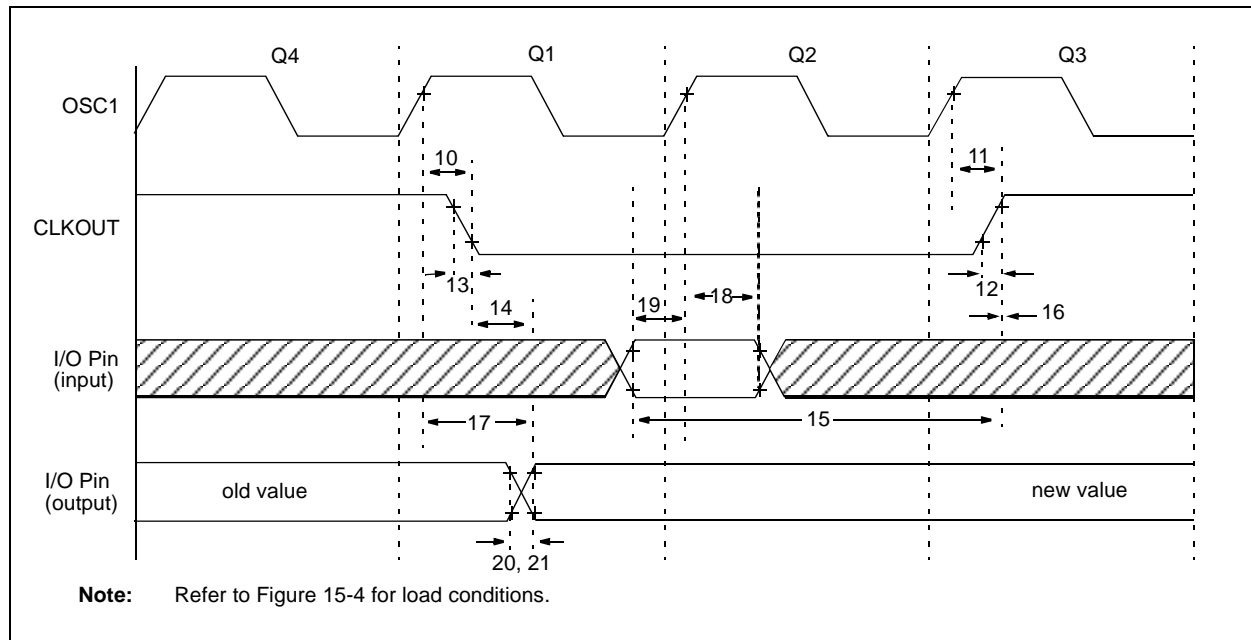 Q4 Q1 Q2 Q3
OSC1
10 11
CLKOUT
13 12
14 19 18 16
I/O Pin
(input)
17 15
I/O Pin
(output)
old value new value
20, 21
Note: Refer to Figure 15-4 for load conditions.